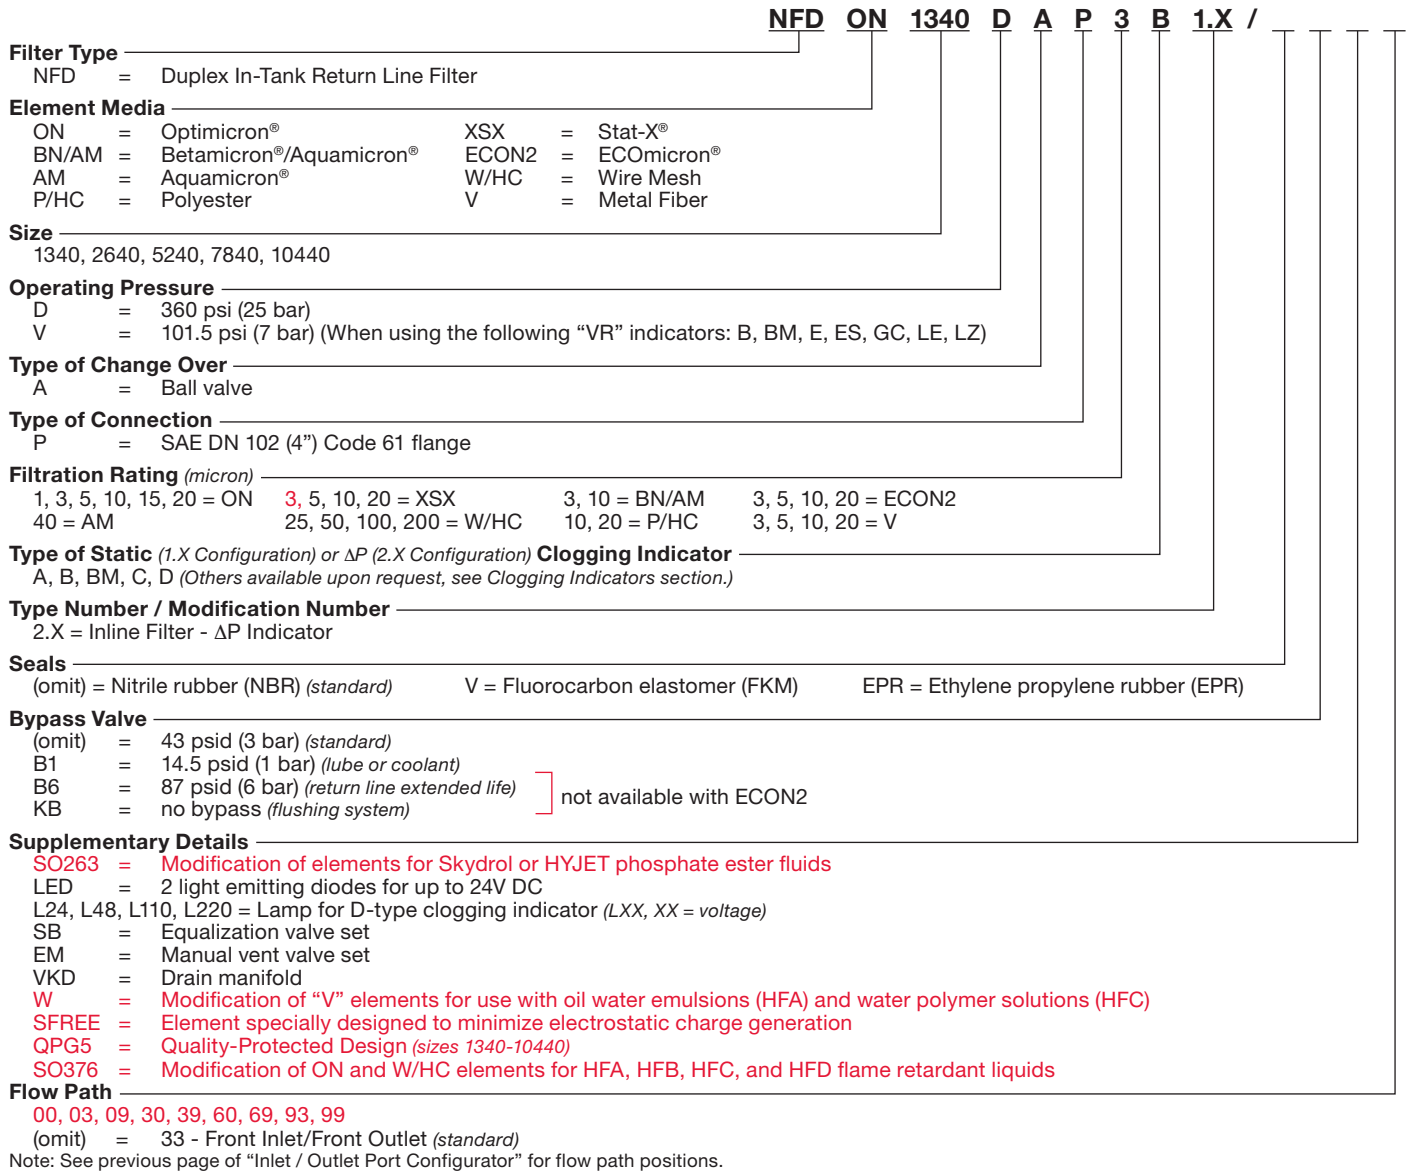 NFD ON 1340 D A P 3 B 1.X / _ _ _ _
Filter Type
NFD = Duplex In-Tank Return Line Filter
Element Media
ON = Optimicron® XSX = Stat-X®
BN/AM = Betamicron®/Aquamicron® ECON2 = ECOmicron®
AM = Aquamicron® W/HC = Wire Mesh
P/HC = Polyester V = Metal Fiber
Size
1340, 2640, 5240, 7840, 10440
Operating Pressure
D = 360 psi (25 bar)
V = 101.5 psi (7 bar) (When using the following “VR” indicators: B, BM, E, ES, GC, LE, LZ)
Type of Change Over
A = Ball valve
Type of Connection
P = SAE DN 102 (4”) Code 61 flange
Filtration Rating (micron)
1, 3, 5, 10, 15, 20 = ON 3, 5, 10, 20 = XSX 3, 10 = BN/AM 3, 5, 10, 20 = ECON2
40 = AM 25, 50, 100, 200 = W/HC 10, 20 = P/HC 3, 5, 10, 20 = V
Type of Static (1.X Configuration) or ΔP (2.X Configuration) Clogging Indicator
A, B, BM, C, D (Others available upon request, see Clogging Indicators section.)
Type Number / Modification Number
2.X = Inline Filter - ΔP Indicator
Seals
(omit) = Nitrile rubber (NBR) (standard) V = Fluorocarbon elastomer (FKM) EPR = Ethylene propylene rubber (EPR)
Bypass Valve
(omit) = 43 psid (3 bar) (standard)
B1 = 14.5 psid (1 bar) (lube or coolant)
B6 = 87 psid (6 bar) (return line extended life)
not available with ECON2
KB = no bypass (flushing system)
Supplementary Details
SO263 = Modification of elements for Skydrol or HYJET phosphate ester fluids
LED = 2 light emitting diodes for up to 24V DC
L24, L48, L110, L220 = Lamp for D-type clogging indicator (LXX, XX = voltage)
SB = Equalization valve set
EM = Manual vent valve set
VKD = Drain manifold
W = Modification of “V” elements for use with oil water emulsions (HFA) and water polymer solutions (HFC)
SFREE = Element specially designed to minimize electrostatic charge generation
QPG5 = Quality-Protected Design (sizes 1340-10440)
SO376 = Modification of ON and W/HC elements for HFA, HFB, HFC, and HFD flame retardant liquids
Flow Path
00, 03, 09, 30, 39, 60, 69, 93, 99
(omit) = 33 - Front Inlet/Front Outlet (standard)
Note: See previous page of “Inlet / Outlet Port Configurator” for flow path positions.